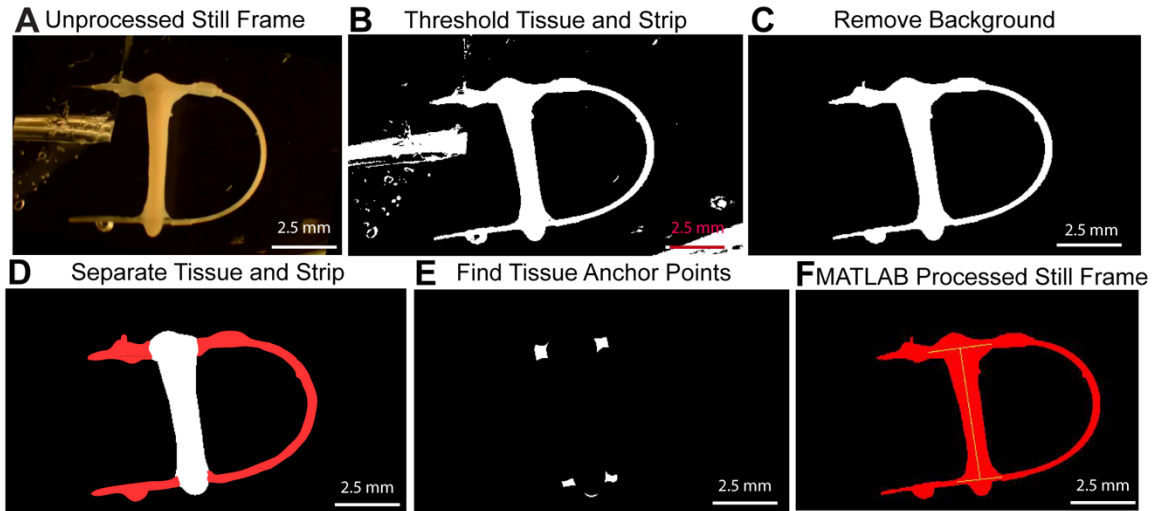 A Unprocessed Still Frame
B Threshold Tissue and Strip
C Remove Background
2.5 mm
2.5 mm
2.5 mm
D Separate Tissue and Strip
E Find Tissue Anchor Points
F MATLAB Processed Still Frame
2.5 mm
2.5 mm
2.5 mm